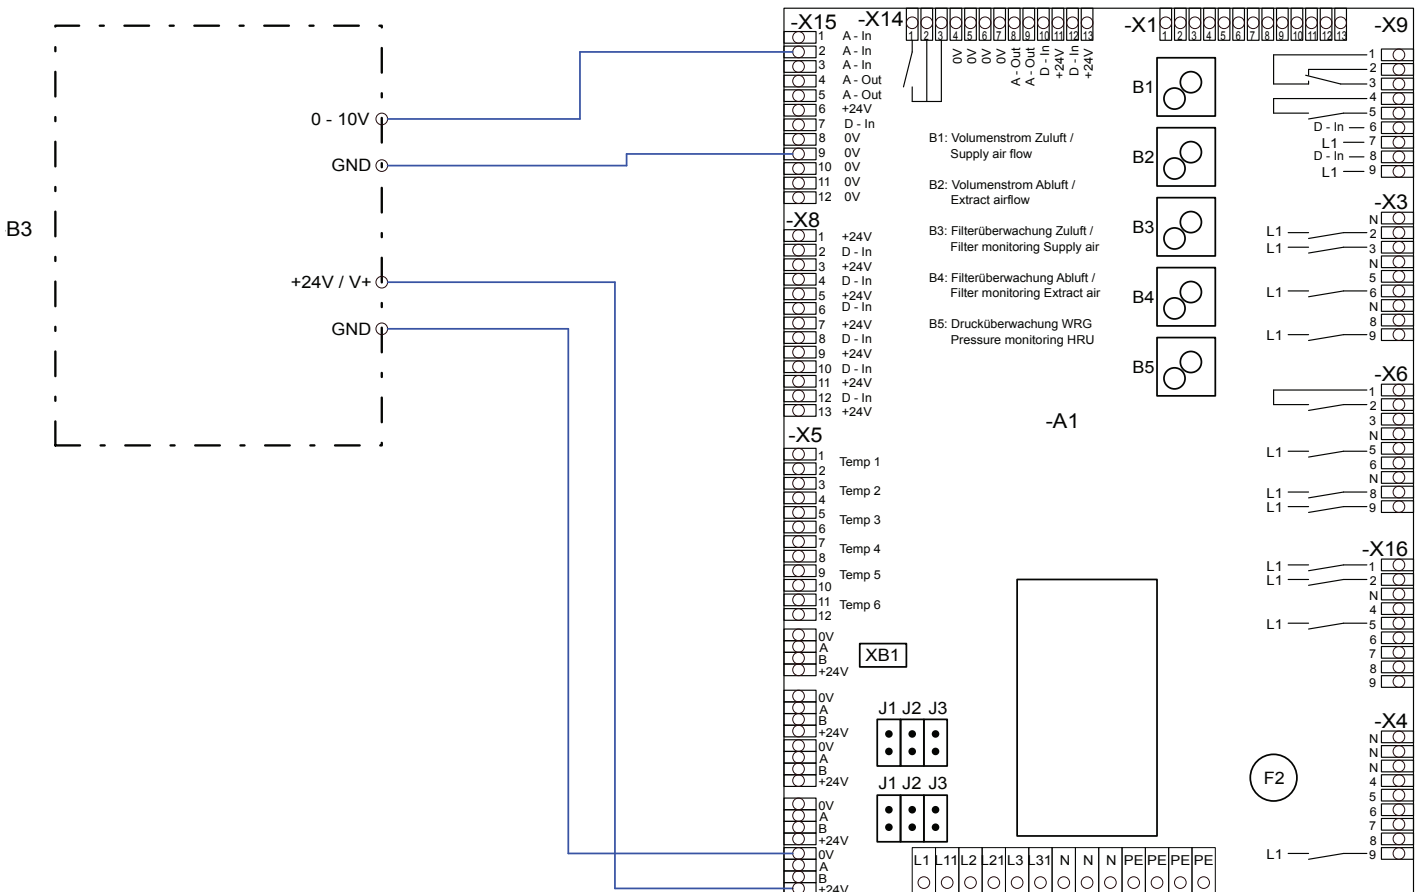 B3
0 - 10V
GND
+24V / V+
GND
-X15
1 A - In
2 A - In
3 A - In
4 A - Out
5 A - Out
6 +24V
7 D - In
8 0V
9 0V
10 0V
11 0V
12 0V
-X8
1 +24V
2 D - In
3 +24V
4 D - In
5 +24V
6 D - In
7 +24V
8 D - In
9 +24V
10 D - In
11 +24V
12 D - In
13 +24V
-X5
1
2
Temp 1
3
4
Temp 2
5
6
Temp 3
7
8
Temp 4
9
10
Temp 5
11
12
Temp 6
0V
A
B
+24V
XB1
0V
A
B
+24V
0V
A
B
+24V
J1 J2 J3
0V
A
B
+24V
0V
A
B
+24V
J1 J2 J3
-X14
1 2 3 4 5 6 7 8 9 10 11 12 13
0V
0V
0V
0V
A - Out
A - Out
D - In
+24V
D - In
+24V
B1: Volumenstrom Zuluft /
Supply air flow
B2: Volumenstrom Abluft /
Extract airflow
B3: Filterüberwachung Zuluft /
Filter monitoring Supply air
B4: Filterüberwachung Abluft /
Filter monitoring Extract air
B5: Drucküberwachung WRG
Pressure monitoring HRU
-A1
-X1
1 2 3 4 5 6 7 8 9 10 11 12 13
B1
B2
B3
B4
B5
-X9
1
2
3
4
5
D - In 6
L1 7
D - In 8
L1 9
-X3
N
L1 2
L1 3
N
5
L1 6
N
8
L1 9
-X6
1
2
3
N
L1 5
6
N
L1 8
L1 9
-X16
L1 1
L1 2
N
4
L1 5
6
7
8
9
-X4
N
N
N
4
5
6
7
8
L1 9
F2
L1 L11 L2 L21 L3 L31 N N N PE PE PE PE